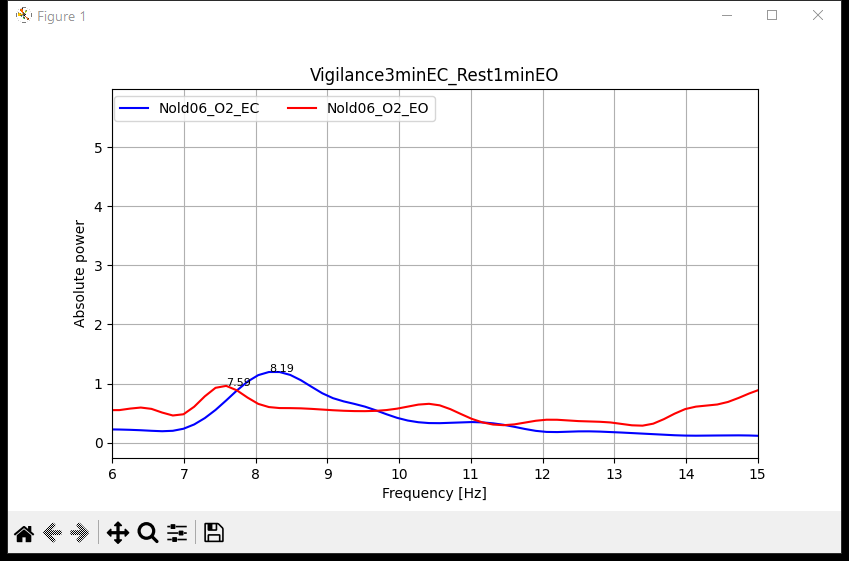 Figure 1
Vigilance3minEC_Rest1minEO
Nold06_O2_EC Nold06_O2_EO
5
4
3
2
1
0
Absolute power
7.59
8.19
6 7 8 9 10 11 12 13 14 15
Frequency [Hz]